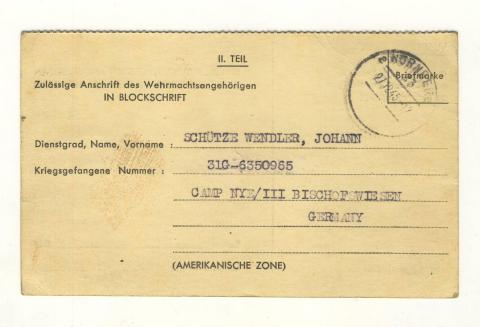 II. TEIL
Zulässige Anschrift des Wehrmachtsangehörigen
IN BLOCKSCHRIFT
Briefmarke
Dienstgrad, Name, Vorname : SCHÜTZE WENDLER, JOHANN
Kriegsgefangene Nummer : 31G-6350965
CAMP NYE/III BISCHOFSWIESEN
GERMANY
(AMERIKANISCHE ZONE)